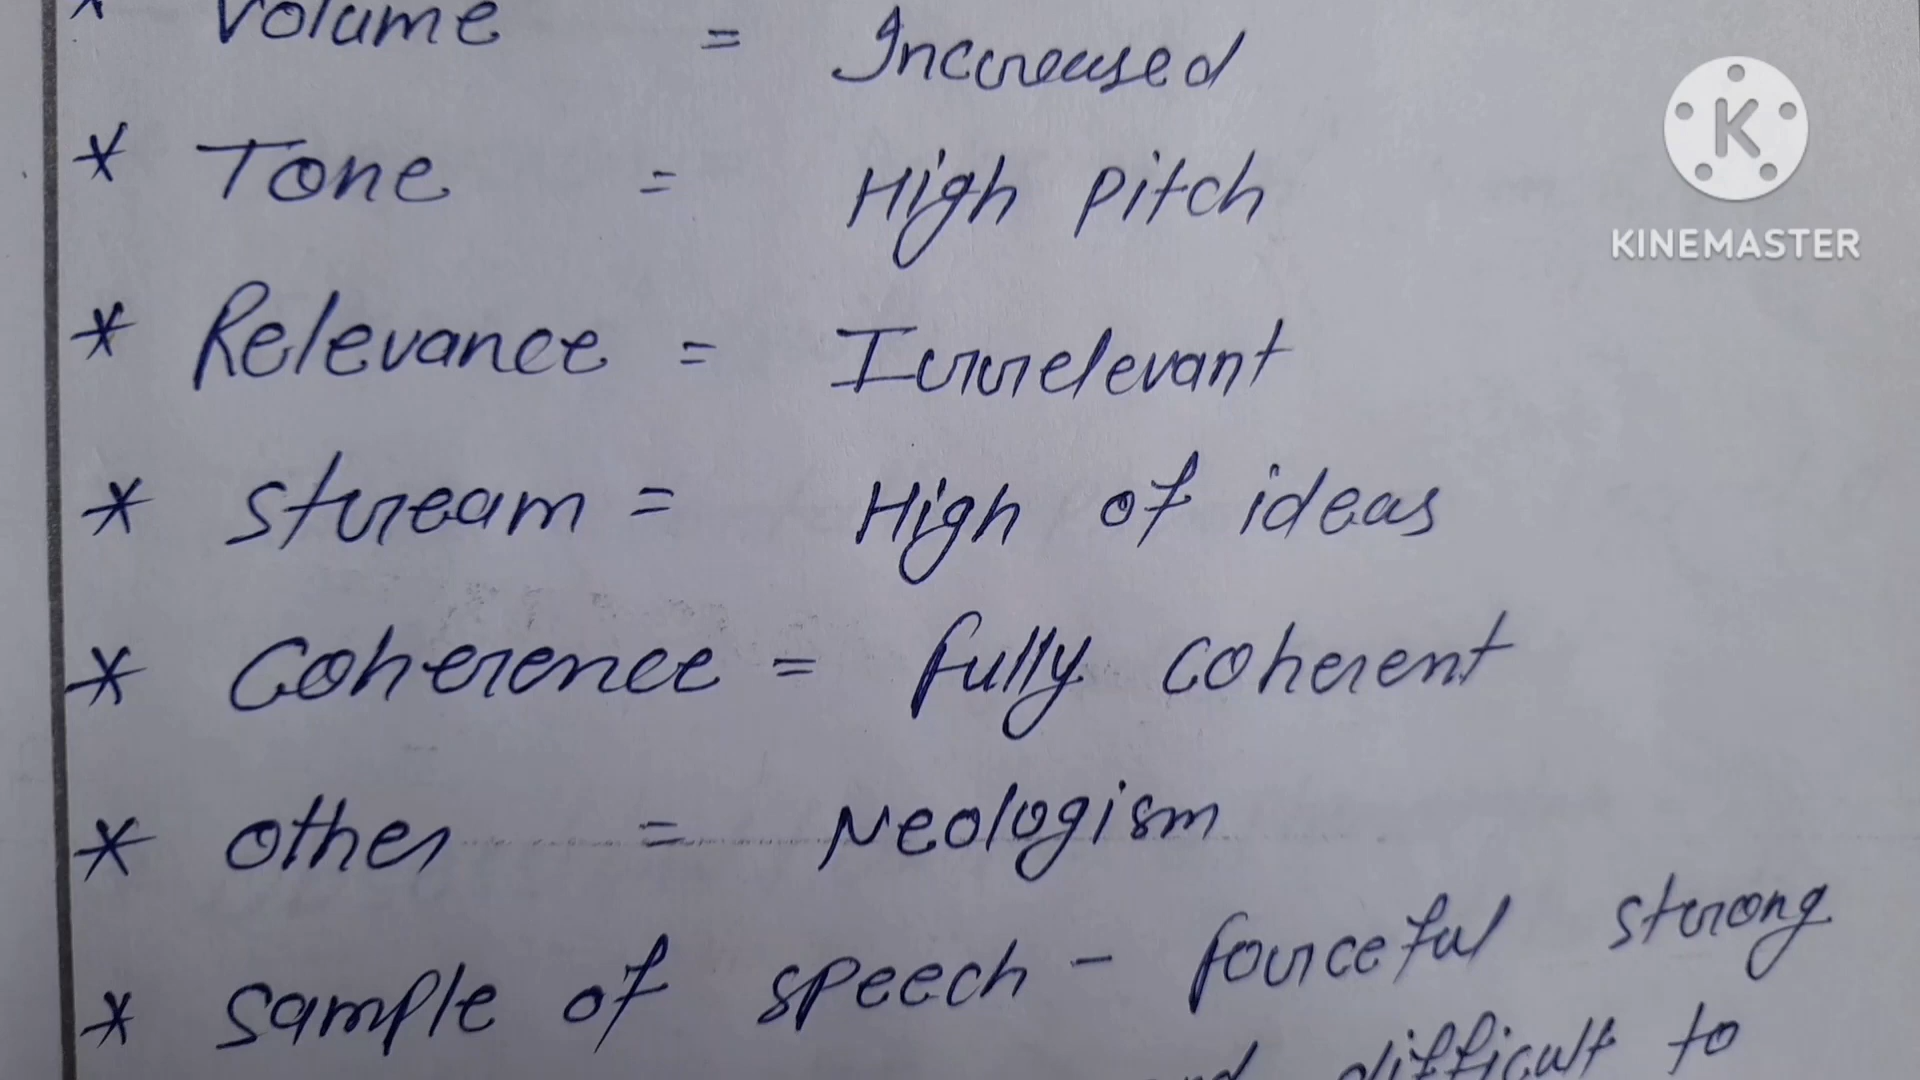 * Volume = Increased
* Tone = High Pitch
* Relevance = Irrelevant
* Stream = High of ideas
* Coherence = fully coherent
* Other = Neologism
* Sample of speech - forceful strong
difficult to
KINEMASTER